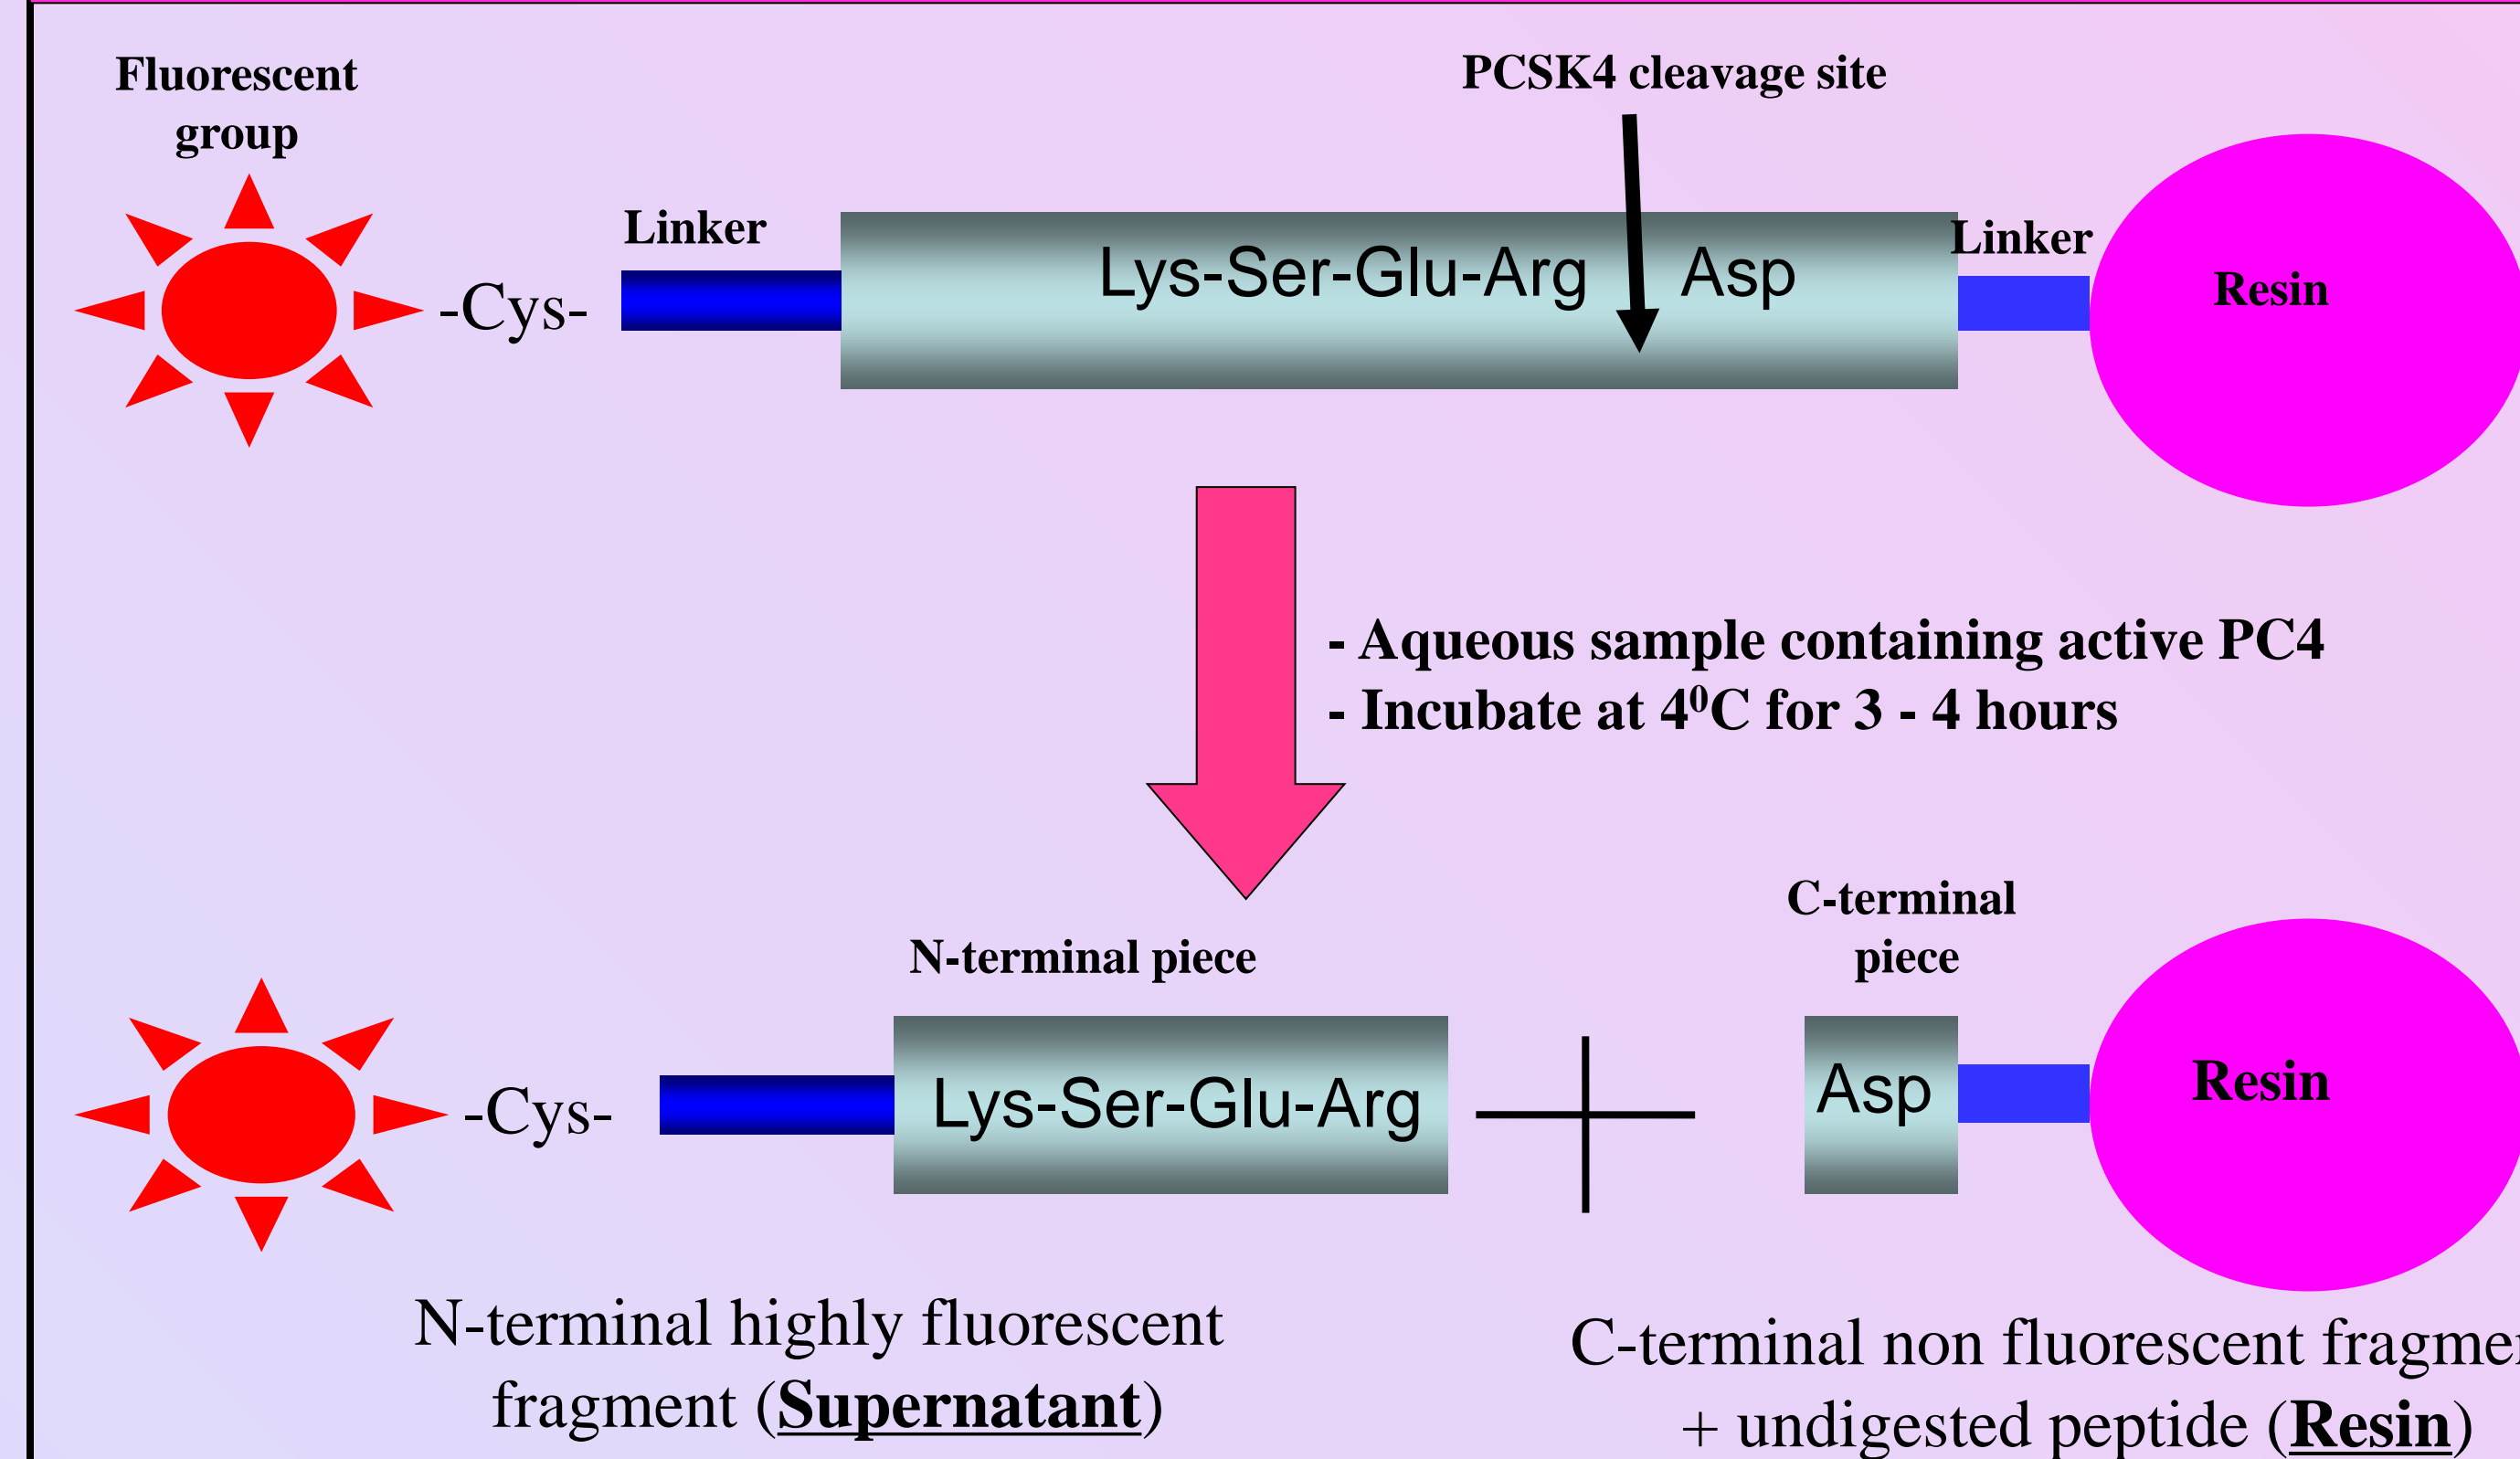 Fluorescent
group
PCSK4 cleavage site
Linker
Lys-Ser-Glu-Arg Asp
Linker
Resin
-Cys-
- Aqueous sample containing active PC4
- Incubate at 4⁰C for 3 - 4 hours
N-terminal piece
C-terminal
piece
-Cys-
Lys-Ser-Glu-Arg
Asp
Resin
N-terminal highly fluorescent
fragment (Supernatant)
C-terminal non fluorescent
+ undigested peptide (Resin)